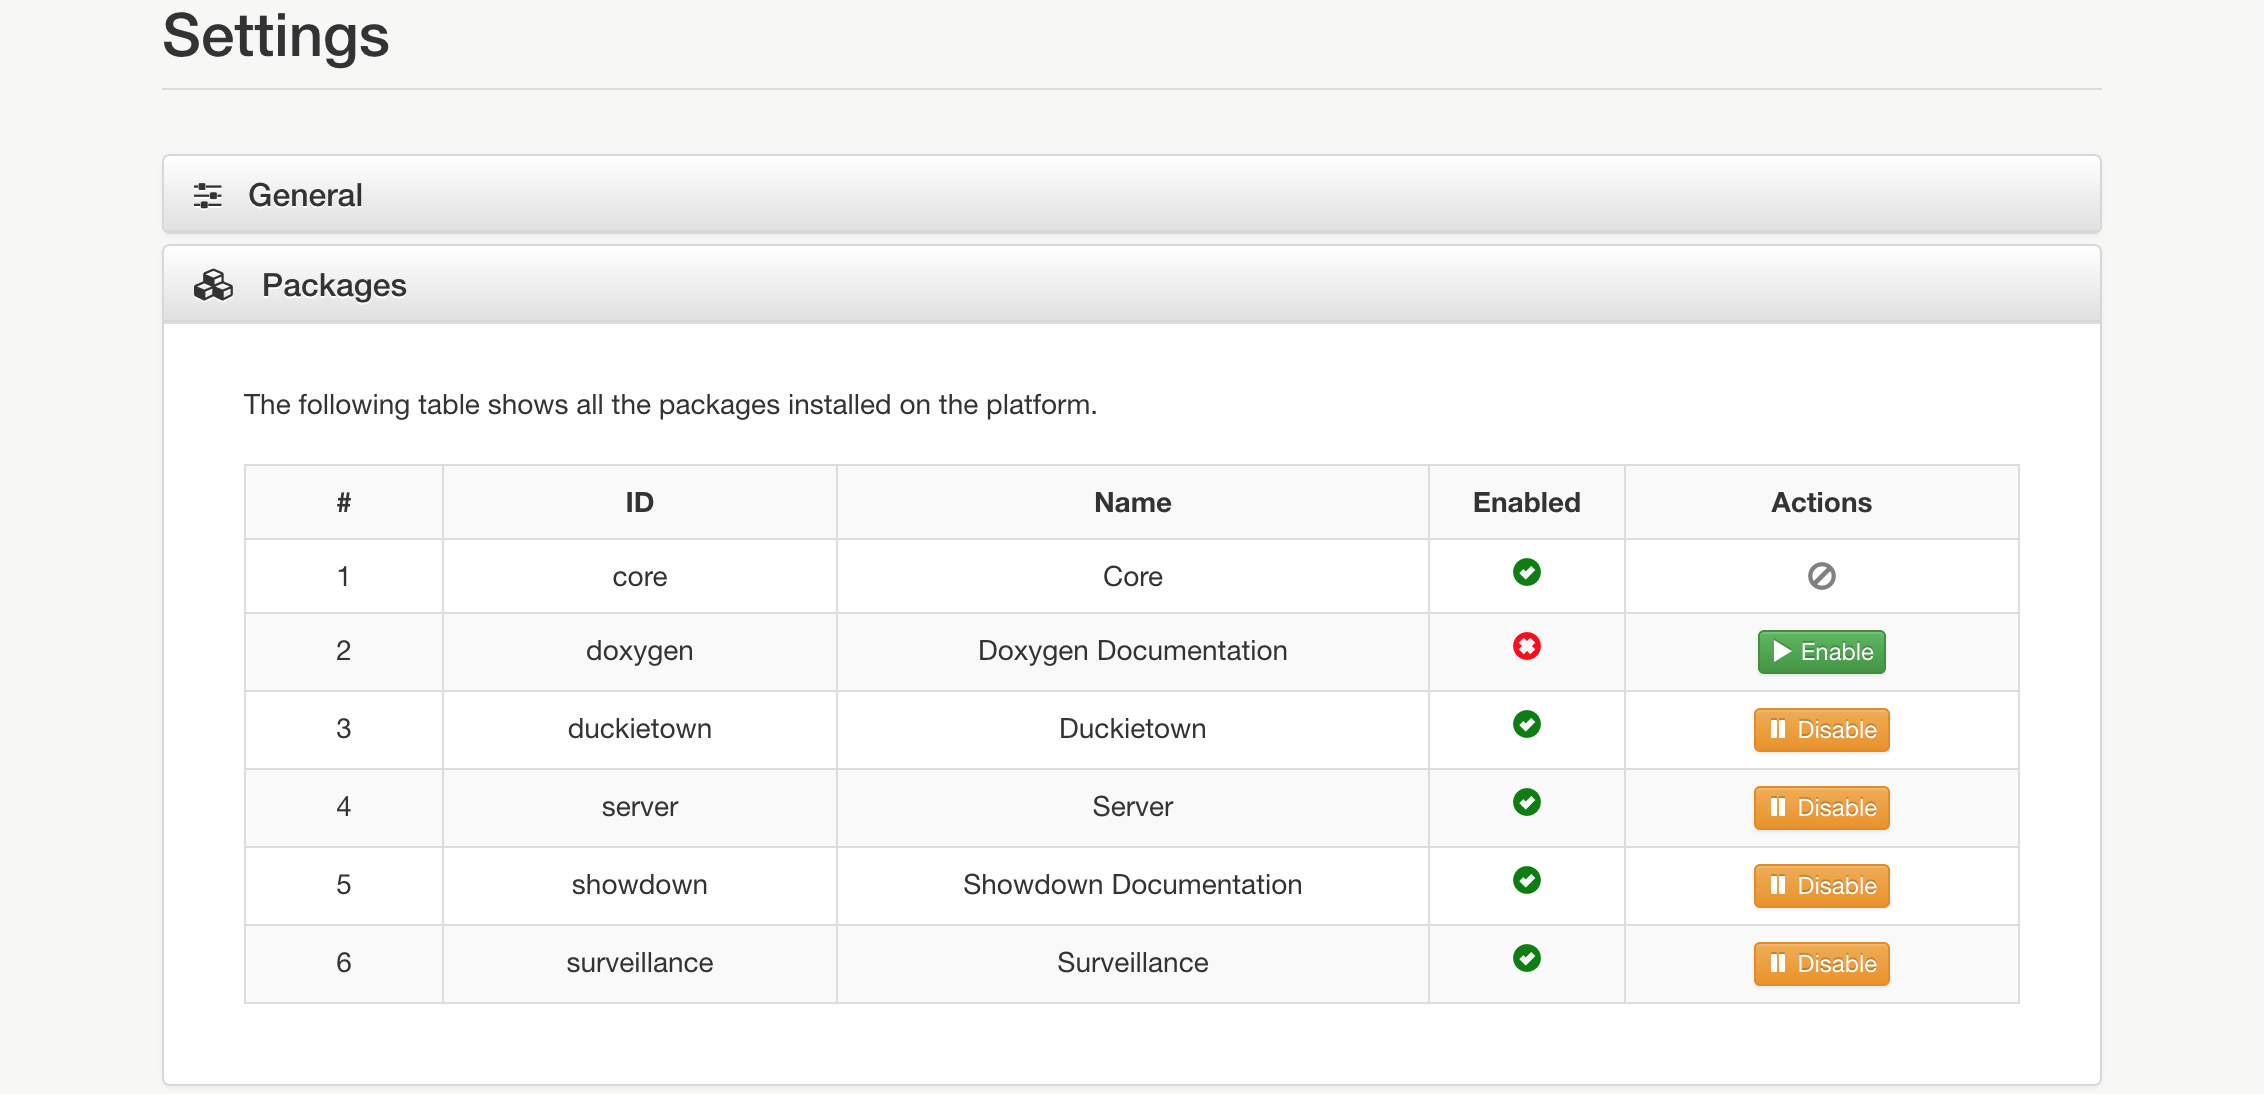 Settings
General
Packages
The following table shows all the packages installed on the platform.
# ID Name Enabled Actions
1 core Core
2 doxygen Doxygen Documentation Enable
3 duckietown Duckietown Disable
4 server Server Disable
5 showdown Showdown Documentation Disable
6 surveillance Surveillance Disable